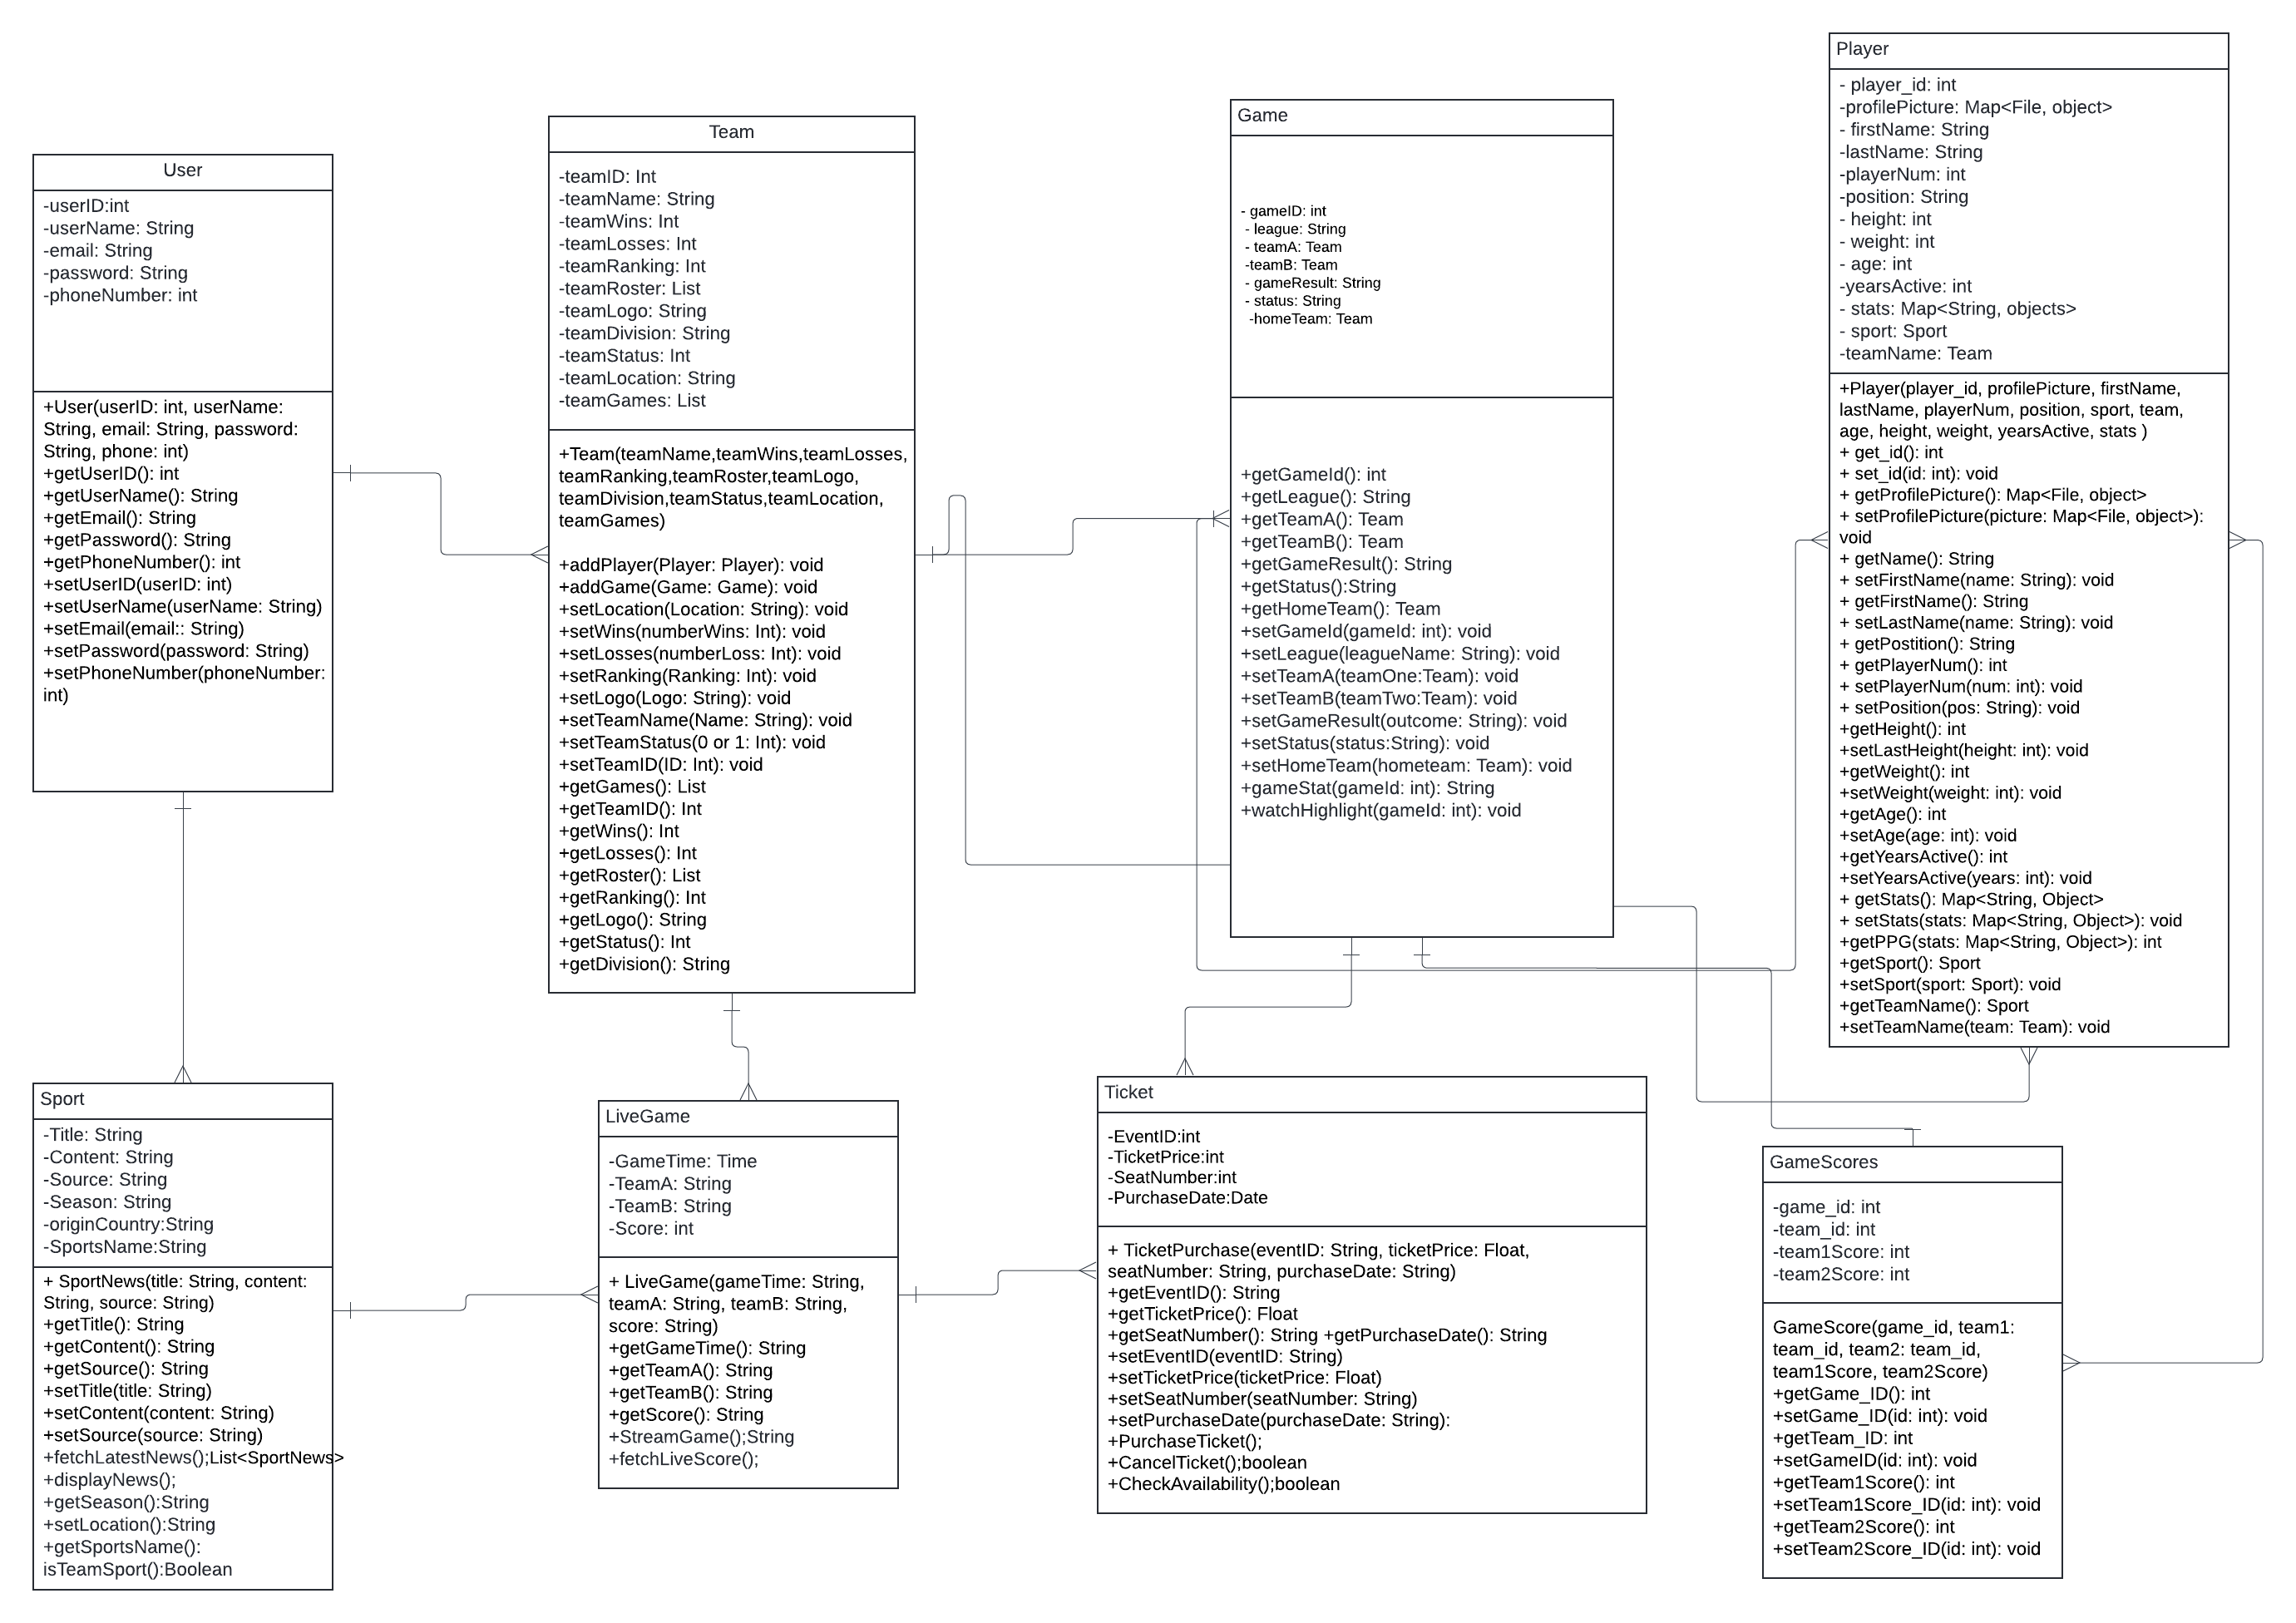 User
-userID:int
-userName: String
-email: String
-password: String
-phoneNumber: int
+User(userID: int, userName:
String, email: String, password:
String, phone: int)
+getUserID(): int
+getUserName(): String
+getEmail(): String
+getPassword(): String
+getPhoneNumber(): int
+setUserID(userID: int)
+setUserName(userName: String)
+setEmail(email:: String)
+setPassword(password: String)
+setPhoneNumber(phoneNumber:
int)
Team
-teamID: Int
-teamName: String
-teamWins: Int
-teamLosses: Int
-teamRanking: Int
-teamRoster: List
-teamLogo: String
-teamDivision: String
-teamStatus: Int
-teamLocation: String
-teamGames: List
+Team(teamName,teamWins,teamLosses,
teamRanking,teamRoster,teamLogo,
teamDivision,teamStatus,teamLocation,
teamGames)
+addPlayer(Player: Player): void
+addGame(Game: Game): void
+setLocation(Location: String): void
+setWins(numberWins: Int): void
+setLosses(numberLoss: Int): void
+setRanking(Ranking: Int): void
+setLogo(Logo: String): void
+setTeamName(Name: String): void
+setTeamStatus(0 or 1: Int): void
+setTeamID(ID: Int): void
+getGames(): List
+getTeamID(): Int
+getWins(): Int
+getLosses(): Int
+getRoster(): List
+getRanking(): Int
+getLogo(): String
+getStatus(): Int
+getDivision(): String
Game
- gameID: int
- league: String
- teamA: Team
-teamB: Team
- gameResult: String
- status: String
-homeTeam: Team
+getGameId(): int
+getLeague(): String
+getTeamA(): Team
+getTeamB(): Team
+getGameResult(): String
+getStatus():String
+getHomeTeam(): Team
+setGameId(gameId: int): void
+setLeague(leagueName: String): void
+setTeamA(teamOne:Team): void
+setTeamB(teamTwo:Team): void
+setGameResult(outcome: String): void
+setStatus(status:String): void
+setHomeTeam(hometeam: Team): void
+gameStat(gameId: int): String
+watchHighlight(gameId: int): void
Player
- player_id: int
-profilePicture: Map<File, object>
- firstName: String
-lastName: String
-playerNum: int
-position: String
- height: int
- weight: int
- age: int
-yearsActive: int
- stats: Map<String, objects>
- sport: Sport
-teamName: Team
+Player(player_id, profilePicture, firstName,
lastName, playerNum, position, sport, team,
age, height, weight, yearsActive, stats )
+ get_id(): int
+ set_id(id: int): void
+ getProfilePicture(): Map<File, object>
+ setProfilePicture(picture: Map<File, object>):
void
+ getName(): String
+ setFirstName(name: String): void
+ getFirstName(): String
+ setLastName(name: String): void
+ getPostition(): String
+ getPlayerNum(): int
+ setPlayerNum(num: int): void
+ setPosition(pos: String): void
+getHeight(): int
+setLastHeight(height: int): void
+getWeight(): int
+setWeight(weight: int): void
+getAge(): int
+setAge(age: int): void
+getYearsActive(): int
+setYearsActive(years: int): void
+ getStats(): Map<String, Object>
+ setStats(stats: Map<String, Object>): void
+getPPG(stats: Map<String, Object>): int
+getSport(): Sport
+setSport(sport: Sport): void
+getTeamName(): Sport
+setTeamName(team: Team): void
Sport
-Title: String
-Content: String
-Source: String
-Season: String
-originCountry:String
-SportsName:String
+ SportNews(title: String, content:
String, source: String)
+getTitle(): String
+getContent(): String
+getSource(): String
+setTitle(title: String)
+setContent(content: String)
+setSource(source: String)
+fetchLatestNews();List<SportNews>
+displayNews();
+getSeason():String
+setLocation():String
+getSportsName():
isTeamSport():Boolean
LiveGame
-GameTime: Time
-TeamA: String
-TeamB: String
-Score: int
+ LiveGame(gameTime: String,
teamA: String, teamB: String,
score: String)
+getGameTime(): String
+getTeamA(): String
+getTeamB(): String
+getScore(): String
+StreamGame();String
+fetchLiveScore();
Ticket
-EventID:int
-TicketPrice:int
-SeatNumber:int
-PurchaseDate:Date
+ TicketPurchase(eventID: String, ticketPrice: Float,
seatNumber: String, purchaseDate: String)
+getEventID(): String
+getTicketPrice(): Float
+getSeatNumber(): String +getPurchaseDate(): String
+setEventID(eventID: String)
+setTicketPrice(ticketPrice: Float)
+setSeatNumber(seatNumber: String)
+setPurchaseDate(purchaseDate: String):
+PurchaseTicket();
+CancelTicket();boolean
+CheckAvailability();boolean
GameScores
-game_id: int
-team_id: int
-team1Score: int
-team2Score: int
GameScore(game_id, team1:
team_id, team2: team_id,
team1Score, team2Score)
+getGame_ID(): int
+setGame_ID(id: int): void
+getTeam_ID: int
+setGameID(id: int): void
+getTeam1Score(): int
+setTeam1Score_ID(id: int): void
+getTeam2Score(): int
+setTeam2Score_ID(id: int): void